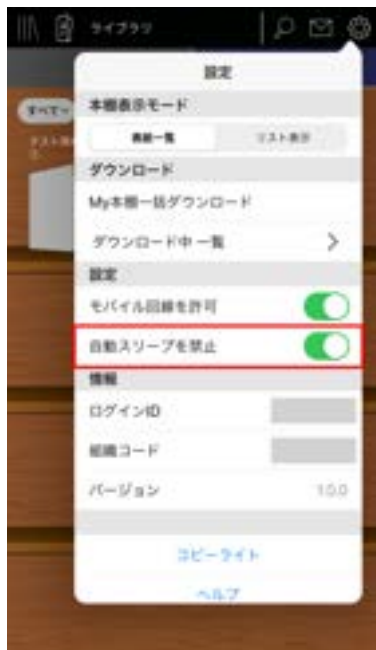 ライブラリ
設定
すべて
本棚表示モード
表紙一覧
リスト表示
ダウンロード
My本棚一括ダウンロード
ダウンロード中 一覧
設定
モバイル回線を許可
自動スリープを禁止
情報
ログインID
組織コード
バージョン
1.0.0
コピーライト
ヘルプ